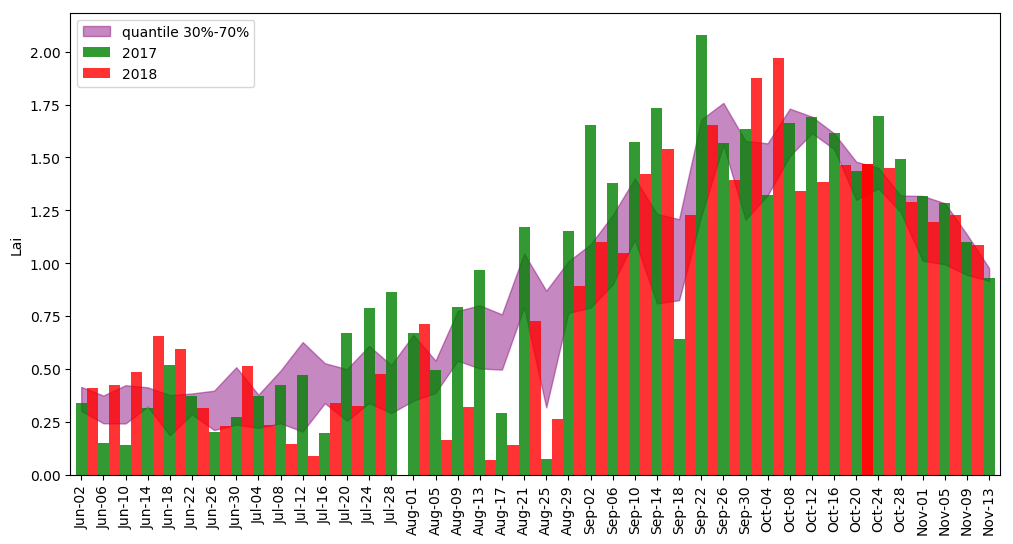 quantile 30%-70%
2017
2018
2.00
1.75
1.50
1.25
1.00
0.75
0.50
0.25
0.00
Lai
Jun-02
Jun-06
Jun-10
Jun-14
Jun-18
Jun-22
Jun-26
Jun-30
Jul-04
Jul-08
Jul-12
Jul-16
Jul-20
Jul-24
Jul-28
Aug-01
Aug-05
Aug-09
Aug-13
Aug-17
Aug-21
Aug-25
Aug-29
Sep-02
Sep-06
Sep-10
Sep-14
Sep-18
Sep-22
Sep-26
Sep-30
Oct-04
Oct-08
Oct-12
Oct-16
Oct-20
Oct-24
Oct-28
Nov-01
Nov-05
Nov-09
Nov-13